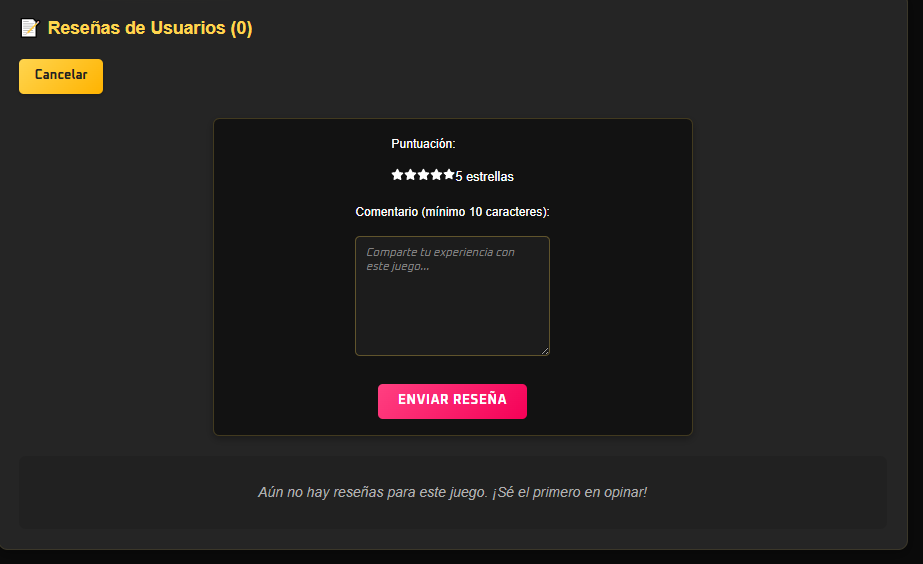 📝 Reseñas de Usuarios (0)
Cancelar
Puntuación:
★★★★★5 estrellas
Comentario (mínimo 10 caracteres):
Comparte tu experiencia con
este juego...
ENVIAR RESEÑA
Aún no hay reseñas para este juego. ¡Sé el primero en opinar!